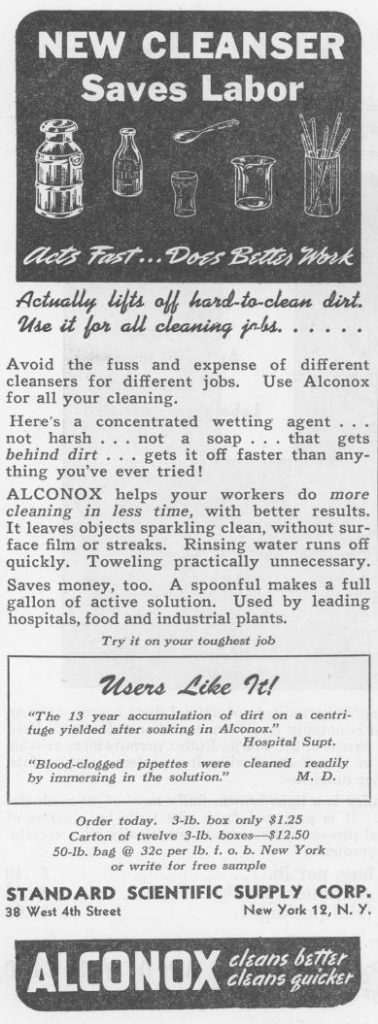 NEW CLEANSER
Saves Labor
Acts Fast...Does Better Work
Actually lifts off hard-to-clean dirt.
Use it for all cleaning jobs......
Avoid the fuss and expense of different
cleansers for different jobs. Use Alconox
for all your cleaning.
Here's a concentrated wetting agent . . .
not harsh . . . not a soap . . . that gets
behind dirt . . . gets it off faster than any-
thing you've ever tried!
ALCONOX helps your workers do more
cleaning in less time, with better results.
It leaves objects sparkling clean, without sur-
face film or streaks. Rinsing water runs off
quickly. Toweling practically unnecessary.
Saves money, too. A spoonful makes a full
gallon of active solution. Used by leading
hospitals, food and industrial plants.
Try it on your toughest job
Users Like It!
"The 13 year accumulation of dirt on a centri-
fuge yielded after soaking in Alconox."
Hospital Supt.
"Blood-clogged pipettes were cleaned readily
by immersing in the solution." M. D.
Order today. 3-lb. box only $1.25
Carton of twelve 3-lb. boxes—$12.50
50-lb. bag @ 32c per lb. f. o. b. New York
or write for free sample
STANDARD SCIENTIFIC SUPPLY CORP.
38 West 4th Street New York 12, N. Y.
ALCONOX cleans better
cleans quicker